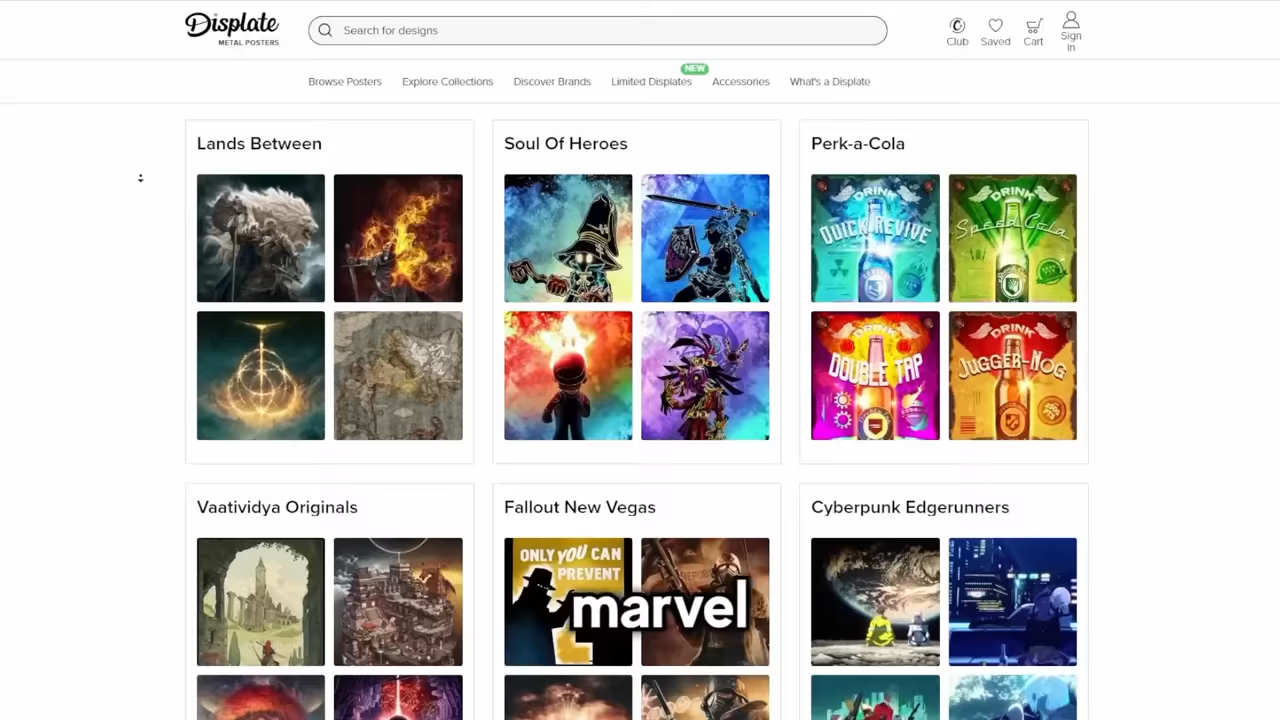 Displate
METAL POSTERS
Search for designs
Club
Saved
Cart
Sign
In
Browse Posters
Explore Collections
Discover Brands
Limited Displates
NEW
Accessories
What's a Displate
Lands Between
Soul Of Heroes
Perk-a-Cola
DRINK
QUICK REVIVE
DRINK
Speed Cola
DRINK
DOUBLE TAP
DRINK
JUGGER-NOG
Vaatividya Originals
Fallout New Vegas
Cyberpunk Edgerunners
ONLY YOU CAN
PREVENT
marvel